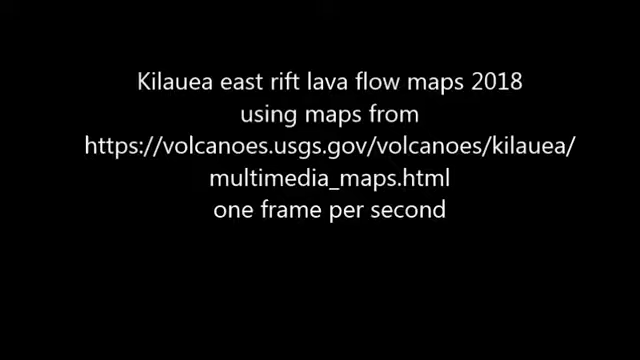 Kilauea east rift lava flow maps 2018
using maps from
https://volcanoes.usgs.gov/volcanoes/kilauea/
multimedia_maps.html
one frame per second